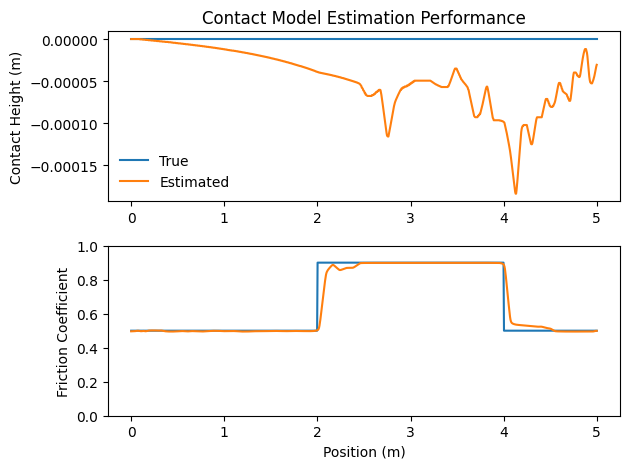 Contact Model Estimation Performance
Contact Height (m)
0.00000
−0.00005
−0.00010
−0.00015
True
Estimated
0 1 2 3 4 5
Friction Coefficient
1.0
0.8
0.6
0.4
0.2
0.0
0 1 2 3 4 5
Position (m)